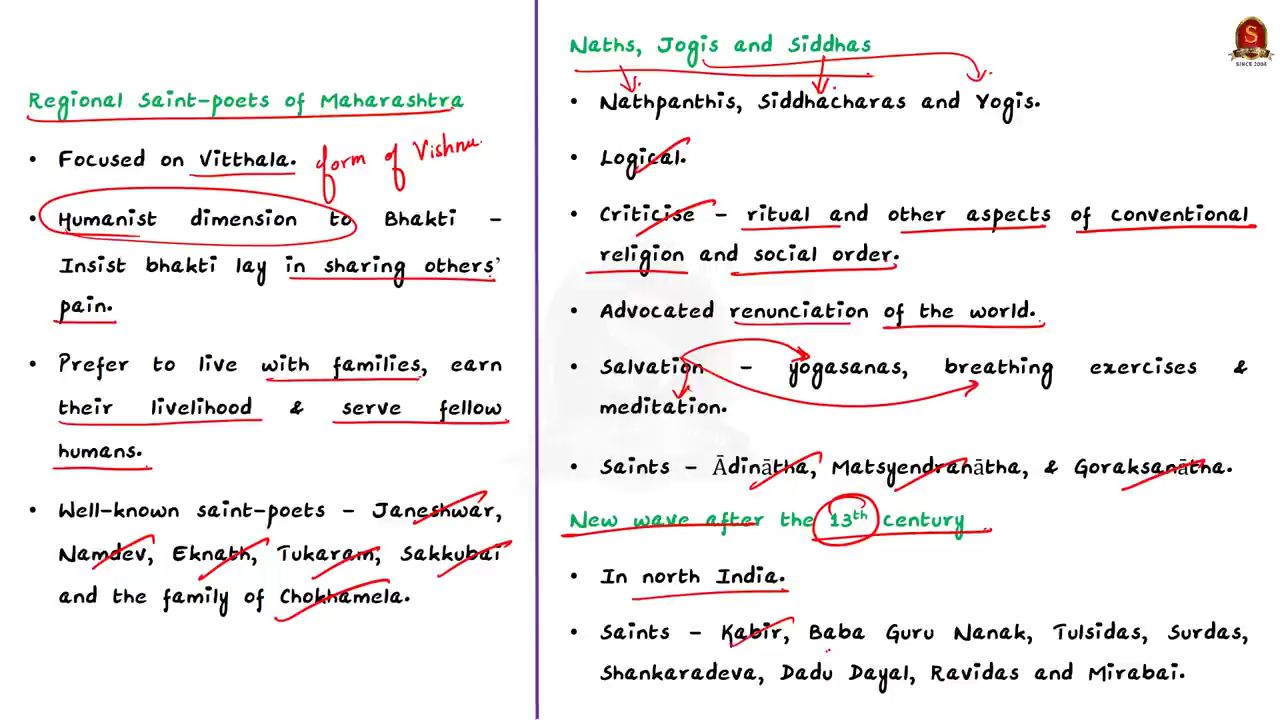 Regional Saint-poets of Maharashtra
• Focused on Vitthala. form of Vishnu.
• Humanist dimension to Bhakti –
Insist bhakti lay in sharing others'
pain.
• Prefer to live with families, earn
their livelihood & serve fellow
humans.
• Well-known saint-poets – Janeshwar,
Namdev, Eknath, Tukaram, Sakkubai
and the family of Chokhamela.
Naths, Jogis and Siddhas
• Nathpanthis, Siddhacharas and Yogis.
• Logical.
• Criticise – ritual and other aspects of conventional
religion and social order.
• Advocated renunciation of the world.
• Salvation – yogasanas, breathing exercises &
meditation.
• Saints – Ādinātha, Matsyendranātha, & Goraksanātha.
New wave after the 13th century
• In north India.
• Saints – Kabir, Baba Guru Nanak, Tulsidas, Surdas,
Shankaradeva, Dadu Dayal, Ravidas and Mirabai.
S
SINCE 2004